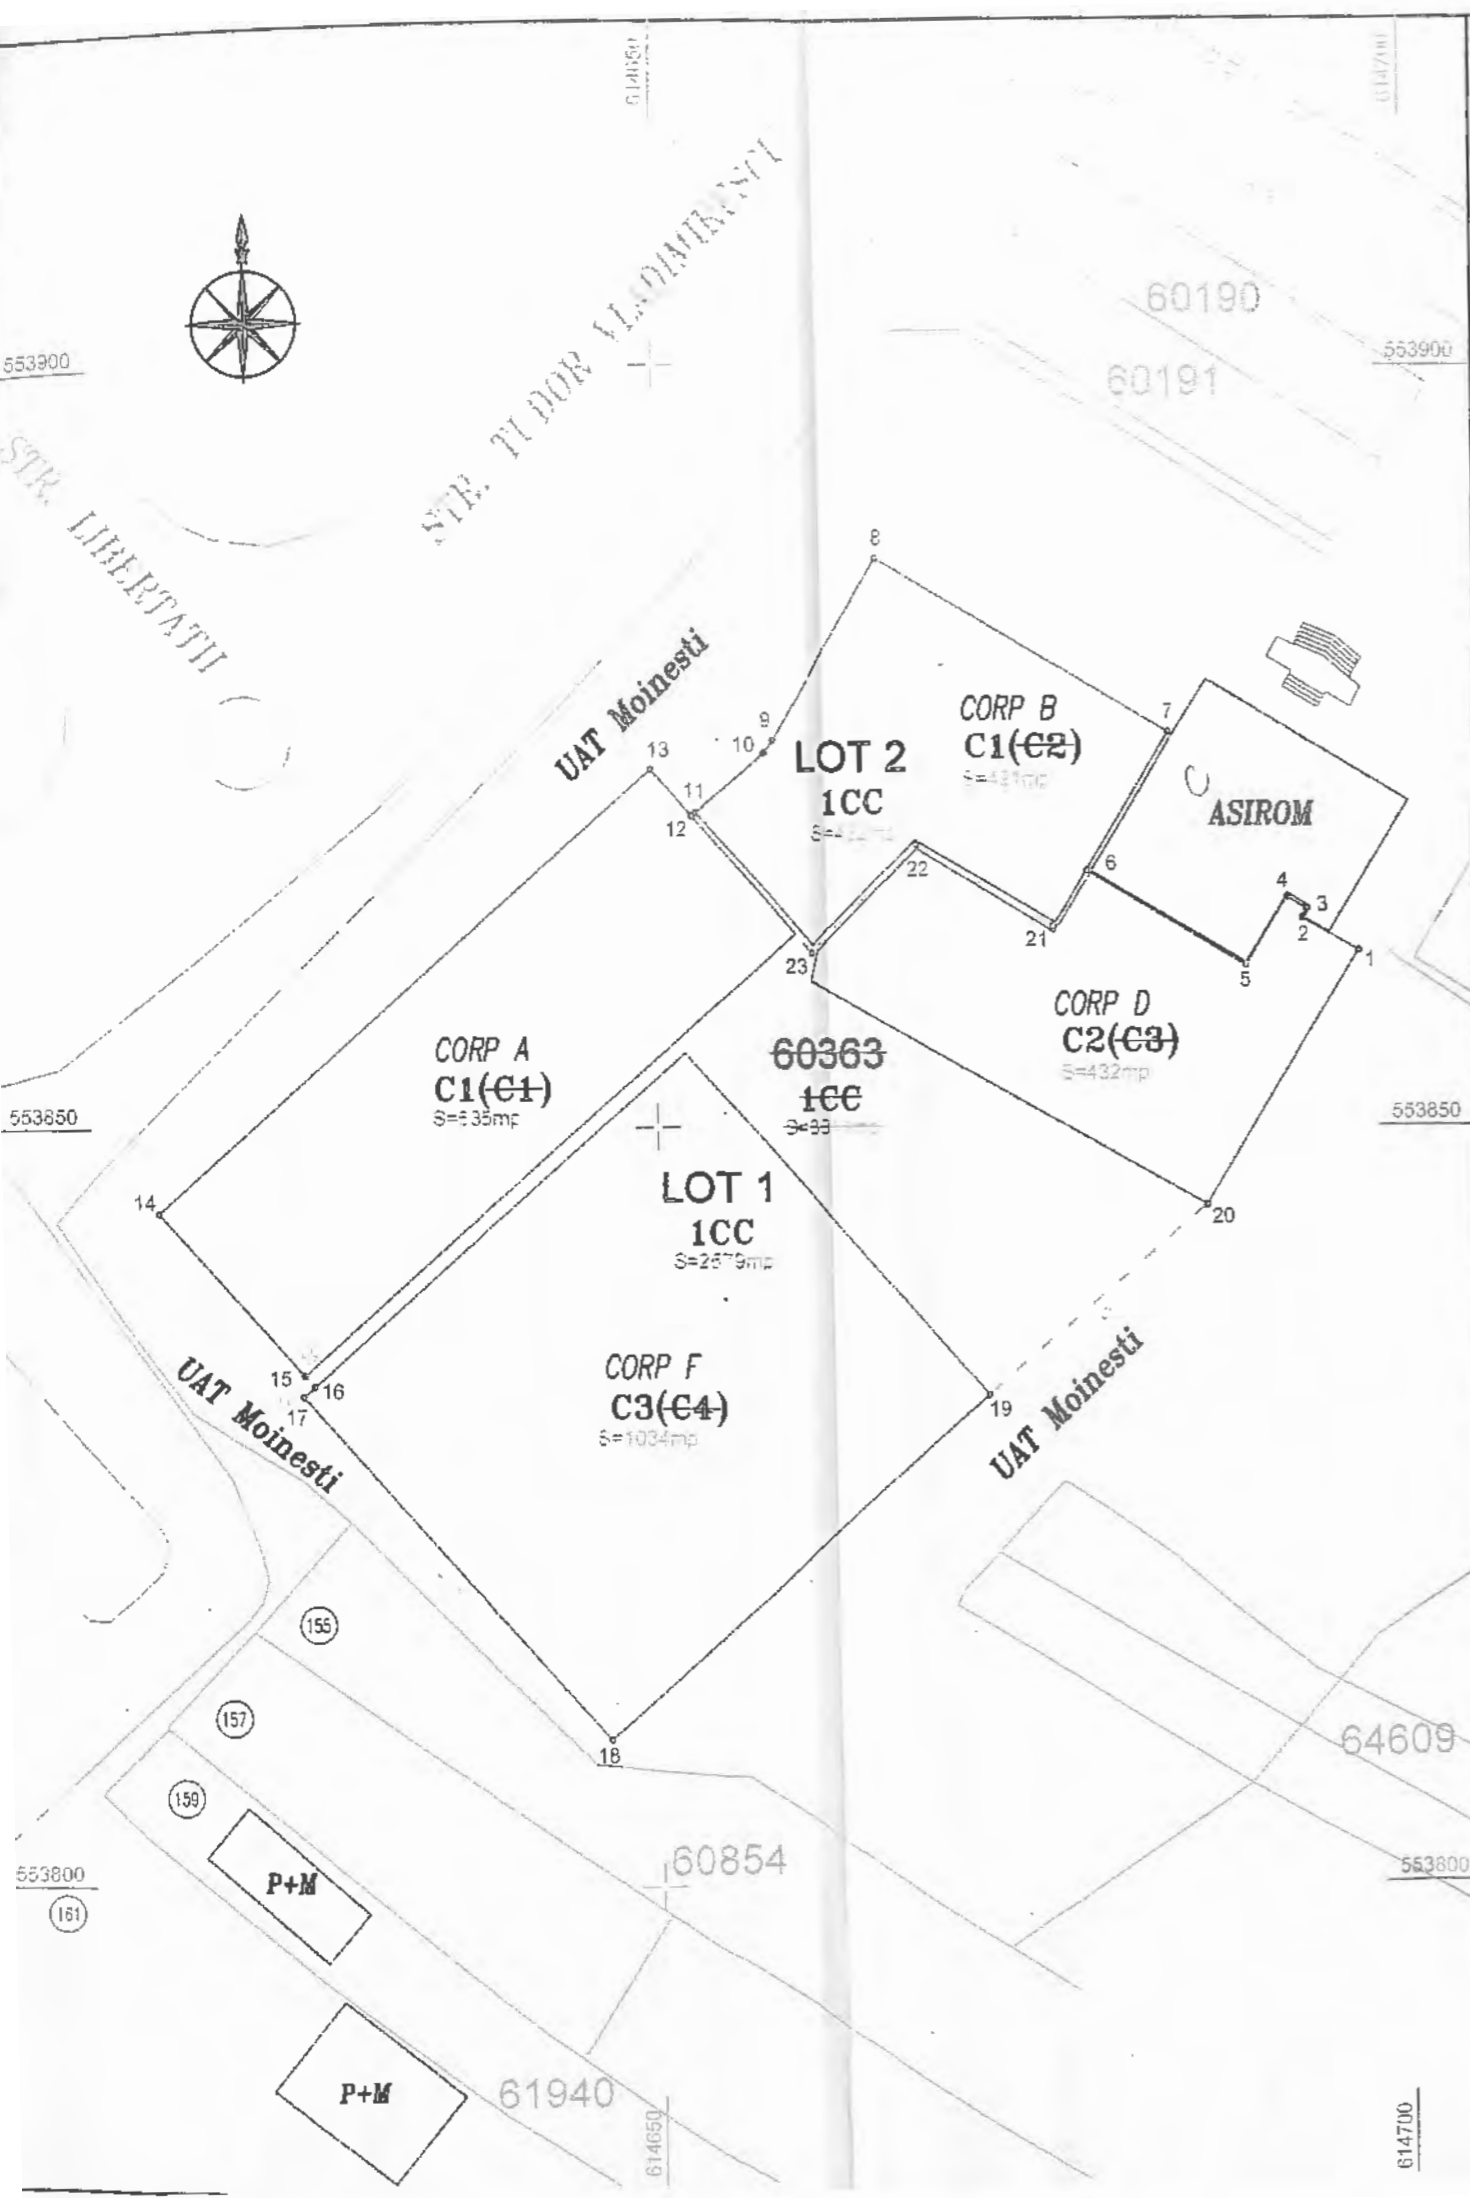 614650
614700
STR. TUDOR VLADIMIRESCU
60190
553900
553900
60191
STR. LIBERTATII
8
UAT Moinesti
CORP B
7
C1(C2)
9
10
LOT 2
13
1CC
11
12
ASIROM
22
6
4
3
2
21
1
23
5
CORP D
C2(C3)
S=432mp
CORP A
C1(C1)
60363
1CC
553850
553850
LOT 1
1CC
14
20
15
16
17
CORP F
C3(C4)
S=1034mp
UAT Moinesti
19
UAT Moinesti
155
157
18
64609
159
60854
553800
553800
P+M
161
P+M
61940
614650
614700